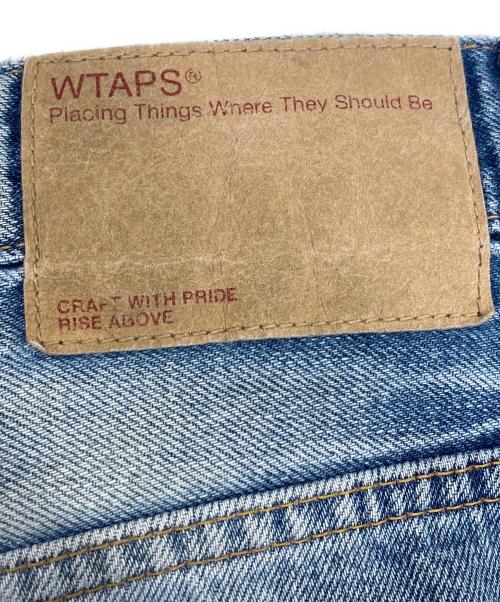 WTAPS®
Placing Things Where They Should Be
CRAFT WITH PRIDE
RISE ABOVE